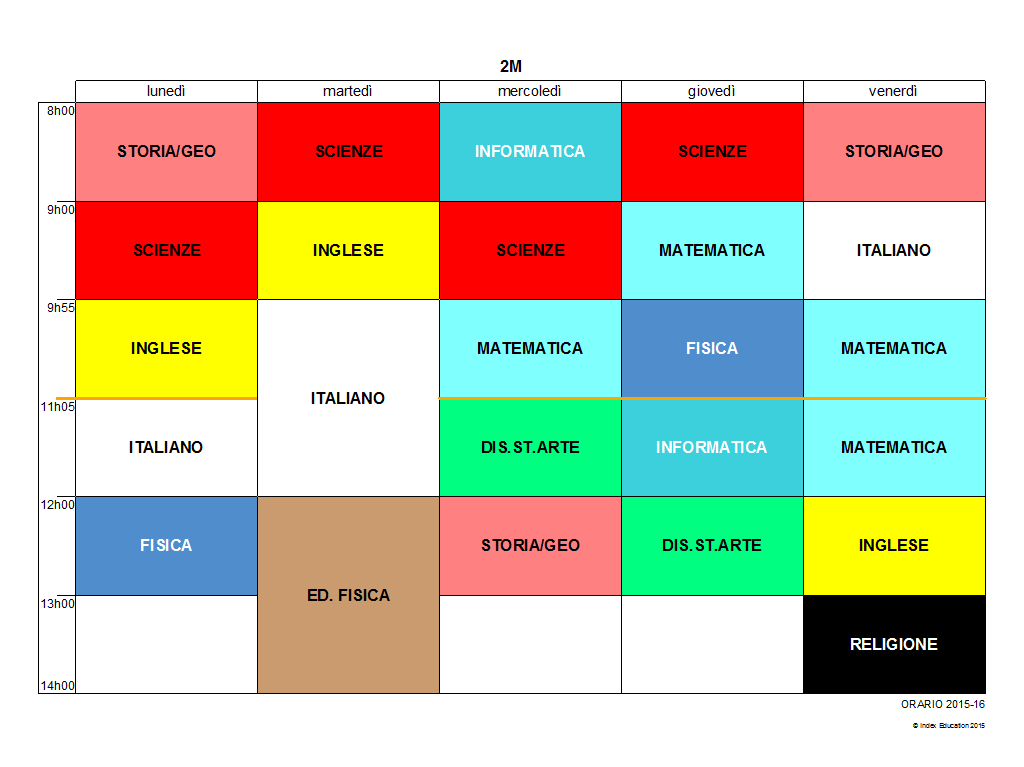 2M
lunedì martedì mercoledì giovedì venerdì
8h00
STORIA/GEO SCIENZE INFORMATICA SCIENZE STORIA/GEO
9h00
SCIENZE INGLESE SCIENZE MATEMATICA ITALIANO
9h55
INGLESE MATEMATICA FISICA MATEMATICA
ITALIANO
11h05
ITALIANO DIS.ST.ARTE INFORMATICA MATEMATICA
12h00
FISICA STORIA/GEO DIS.ST.ARTE INGLESE
ED. FISICA
13h00
RELIGIONE
14h00
ORARIO 2015-16
© Index Education 2015